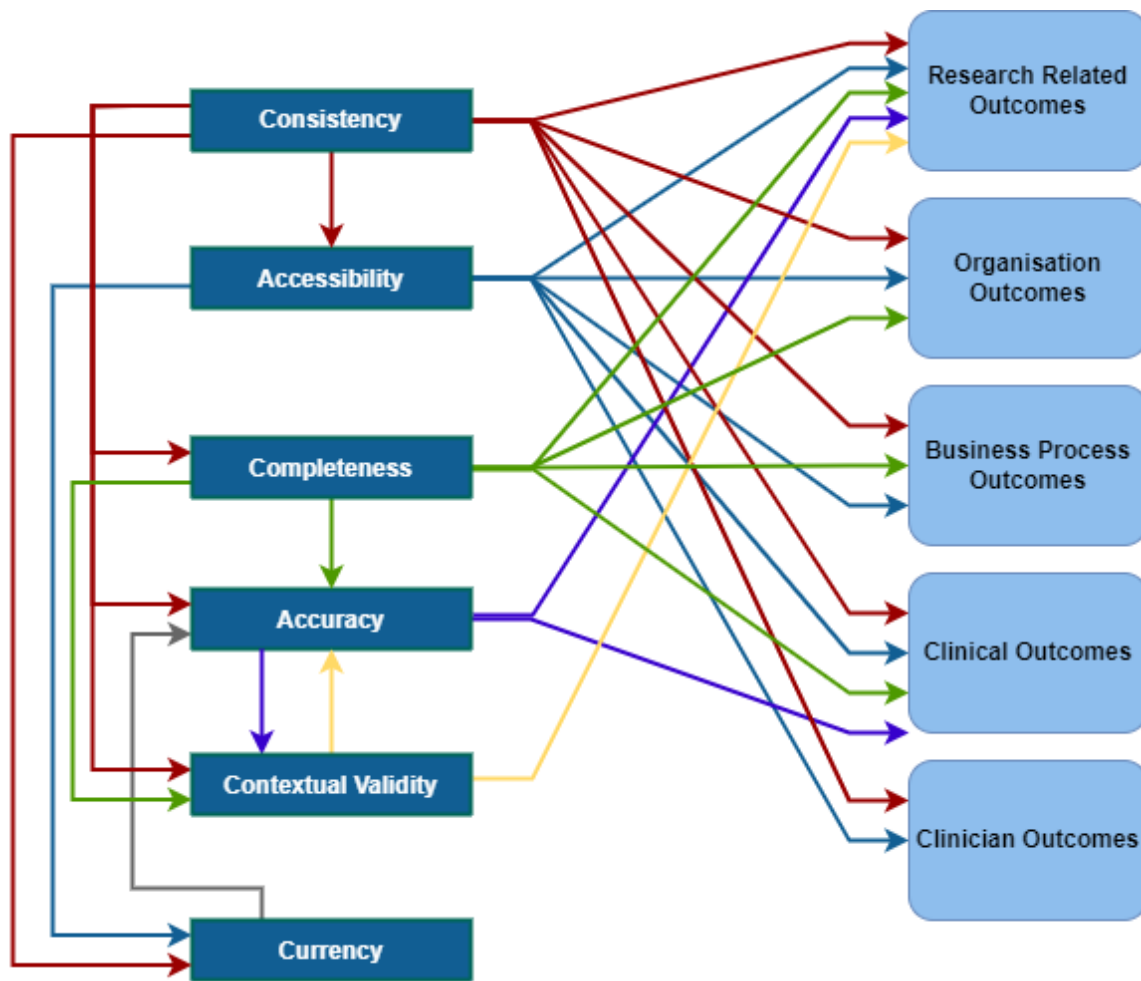 Consistency
Accessibility
Completeness
Accuracy
Contextual Validity
Currency
Research Related
Outcomes
Organisation
Outcomes
Business Process
Outcomes
Clinical Outcomes
Clinician Outcomes